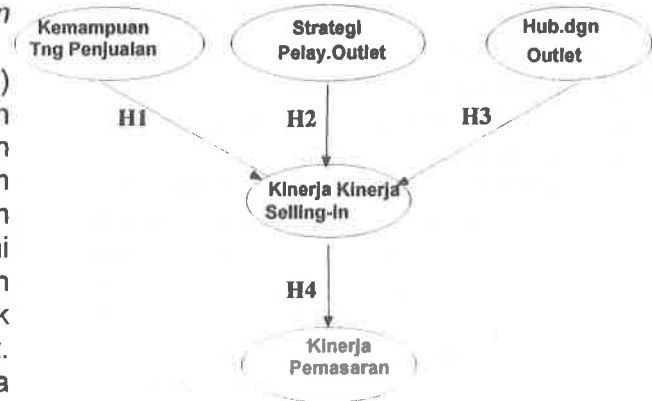 n
)
n
n
n
n
ni
n
k
t.
a
Kemampuan
Tng Penjualan
Strategi
Pelay.Outlet
Hub.dgn
Outlet
H1
H2
H3
Kinerja Kinerja
Selling-in
H4
Kinerja
Pemasaran